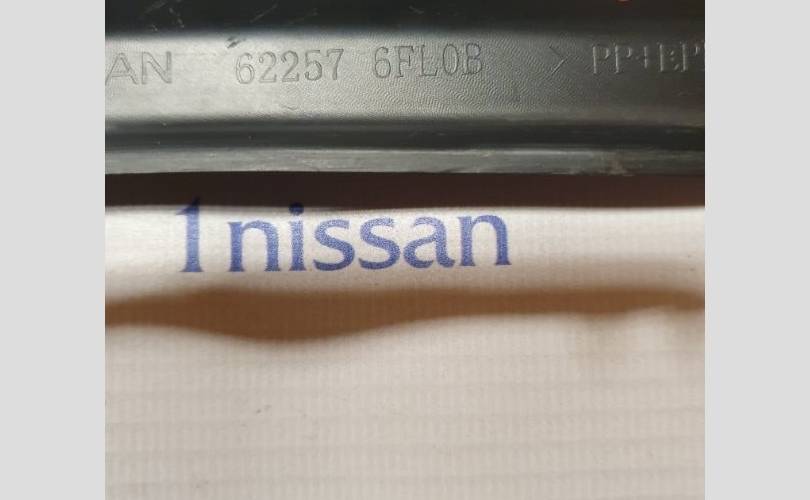 AN 62257 6FL0B >PP+EP
1nissan